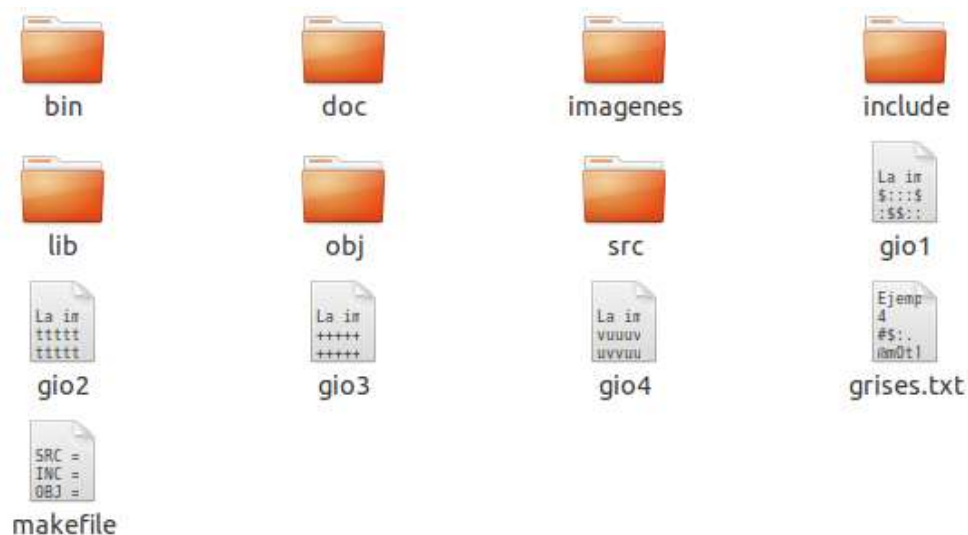 bin
doc
imagenes
include
lib
obj
src
La im
$:::$
:$$::
gio1
La im
ttttt
ttttt
gio2
La im
+++++
+++++
gio3
La im
vuuuv
uvvuu
gio4
Ejemp
4
#$:.
@mOt1
grises.txt
SRC =
INC =
OBJ =
makefile